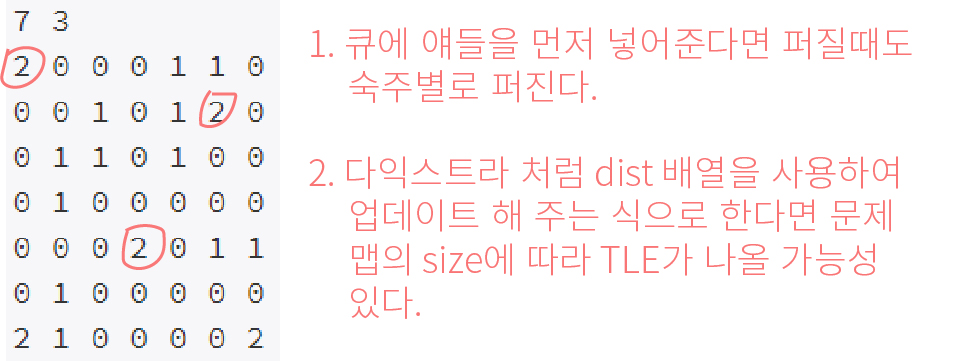 7 3
2 0 0 0 1 1 0
0 0 1 0 1 2 0
0 1 1 0 1 0 0
0 1 0 0 0 0 0
0 0 0 2 0 1 1
0 1 0 0 0 0 0
2 1 0 0 0 0 2
1. 큐에 얘들을 먼저 넣어준다면 퍼질때도
숙주별로 퍼진다.
2. 다익스트라 처럼 dist 배열을 사용하여
업데이트 해 주는 식으로 한다면 문제
맵의 size에 따라 TLE가 나올 가능성
있다.